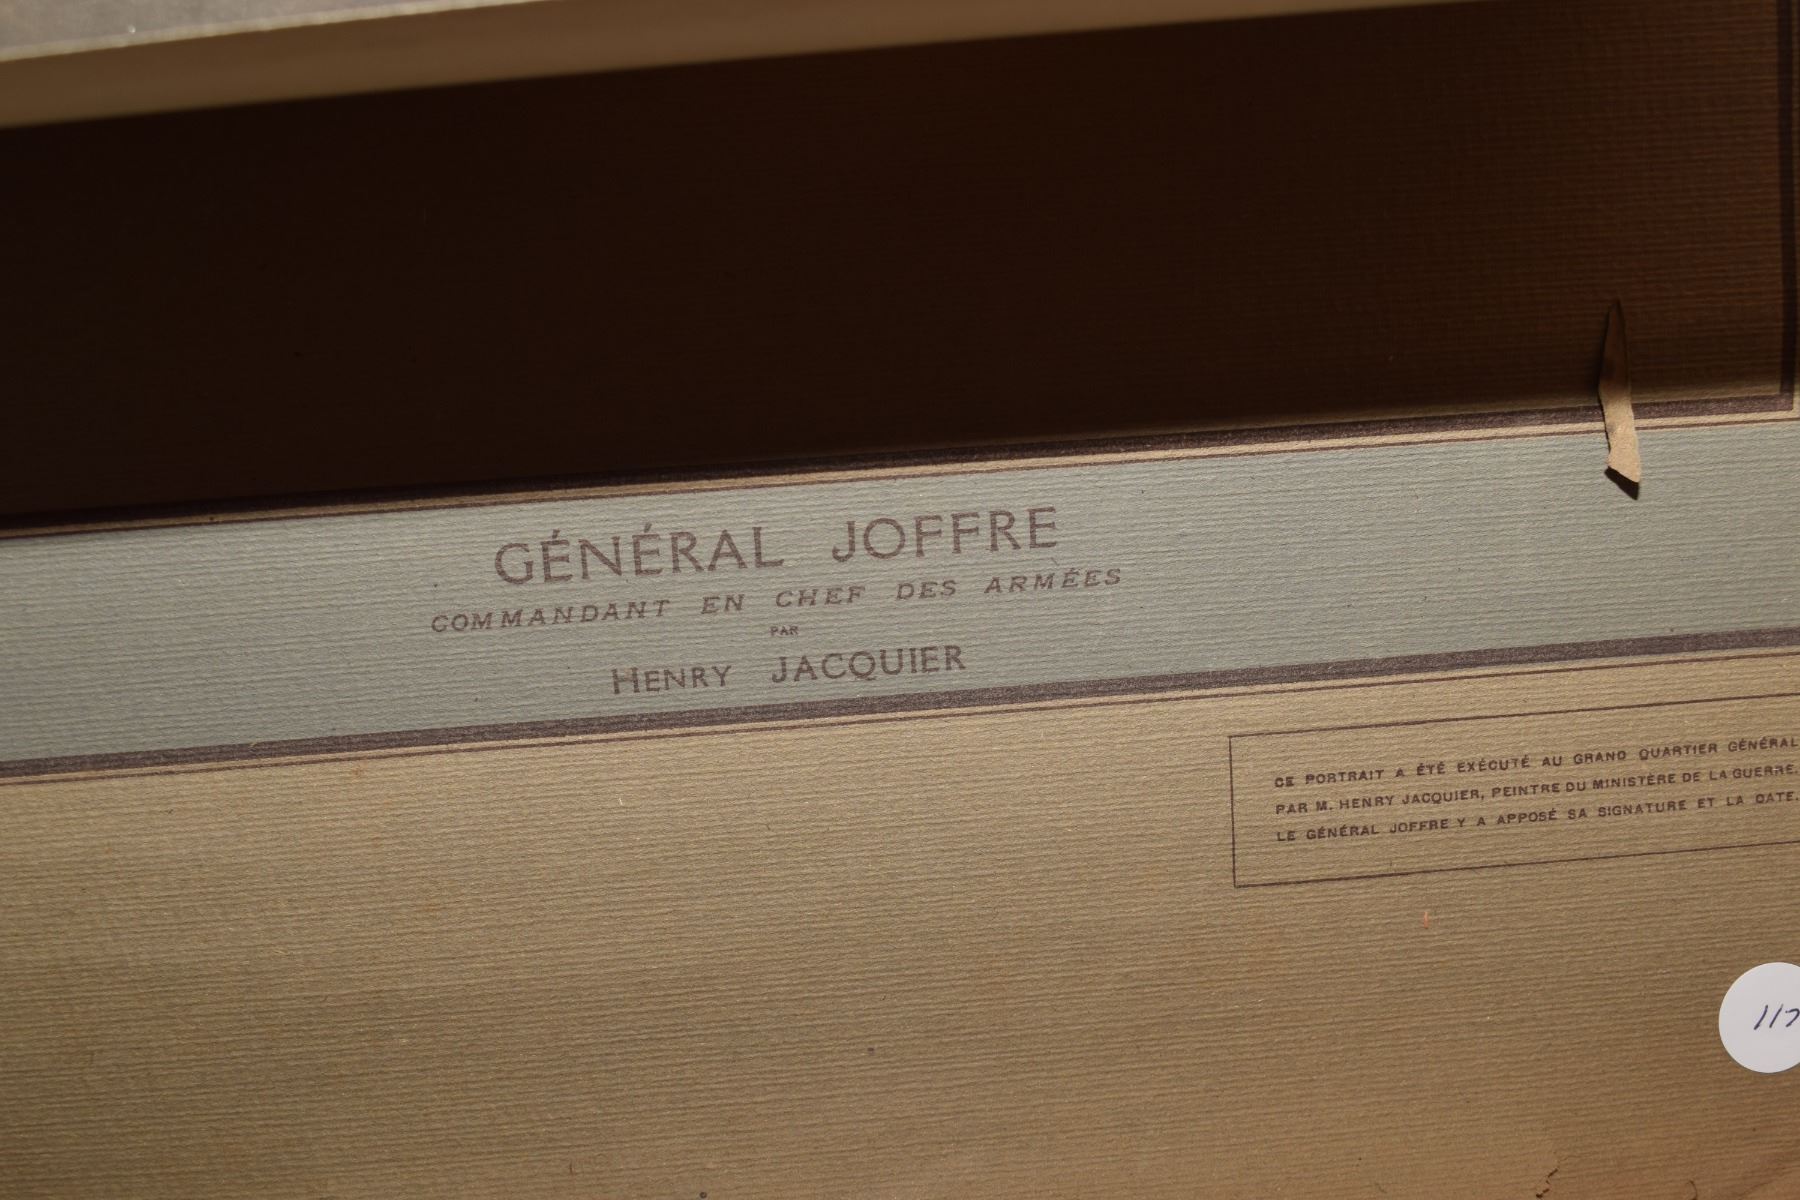 GÉNÉRAL JOFFRE
COMMANDANT EN CHEF DES ARMÉES
PAR
HENRY JACQUIER
CE PORTRAIT A ÉTÉ EXÉCUTÉ AU GRAND QUARTIER GÉNÉRAL
PAR M. HENRY JACQUIER, PEINTRE DU MINISTÈRE DE LA GUERRE.
LE GÉNÉRAL JOFFRE Y A APPOSÉ SA SIGNATURE ET LA DATE.